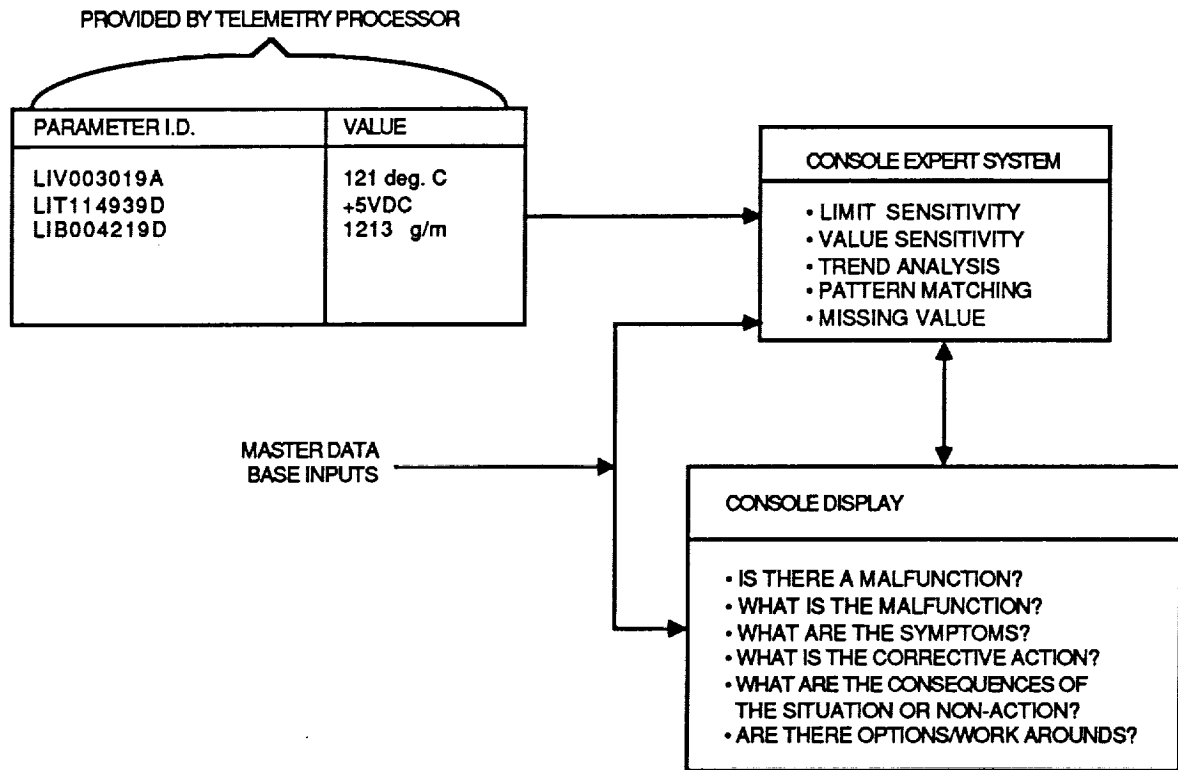 PROVIDED BY TELEMETRY PROCESSOR
PARAMETER I.D. VALUE
LIV003019A 121 deg. C
LIT114939D +5VDC
LIB004219D 1213 g/m
CONSOLE EXPERT SYSTEM
• LIMIT SENSITIVITY
• VALUE SENSITIVITY
• TREND ANALYSIS
• PATTERN MATCHING
• MISSING VALUE
MASTER DATA
BASE INPUTS
CONSOLE DISPLAY
• IS THERE A MALFUNCTION?
• WHAT IS THE MALFUNCTION?
• WHAT ARE THE SYMPTOMS?
• WHAT IS THE CORRECTIVE ACTION?
• WHAT ARE THE CONSEQUENCES OF
THE SITUATION OR NON-ACTION?
• ARE THERE OPTIONS/WORK AROUNDS?